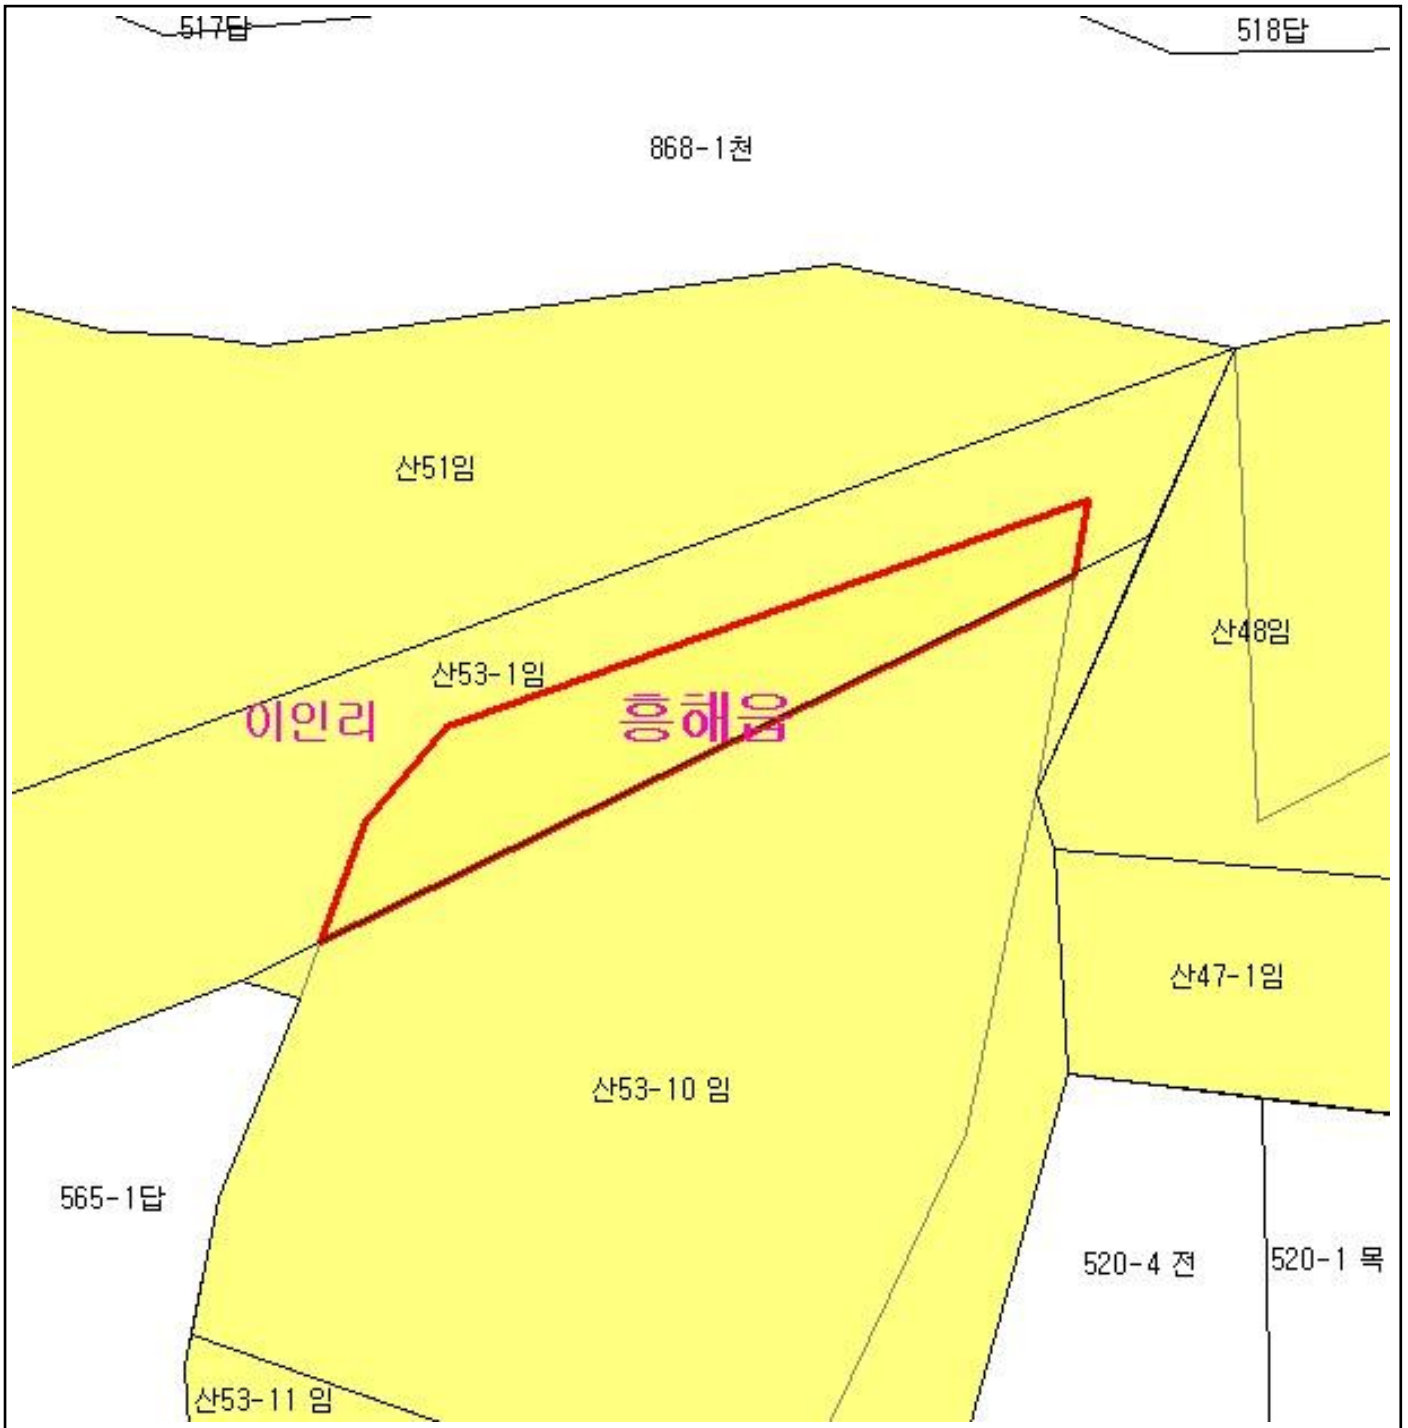 517답
518답
868-1천
산51임
산48임
산53-1임
이인리
흥해읍
산47-1임
산53-10 임
565-1답
520-4 전
520-1 목
산53-11 임